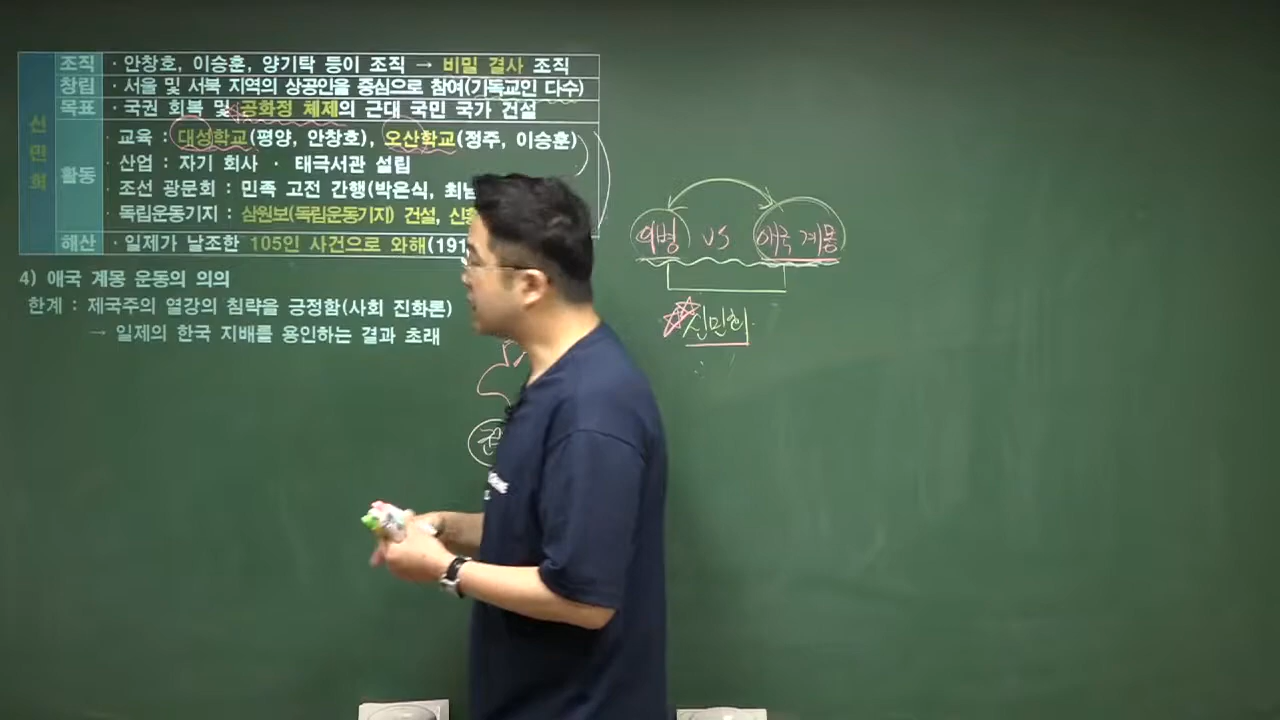 신민회
조직 · 안창호, 이승훈, 양기탁 등이 조직 → 비밀 결사 조직
창립 · 서울 및 서북 지역의 상공인을 중심으로 참여(기독교인 다수)
목표 · 국권 회복 및 공화정 체제의 근대 국민 국가 건설
활동 · 교육 : 대성학교(평양, 안창호), 오산학교(정주, 이승훈)
· 산업 : 자기 회사 · 태극서관 설립
· 조선 광문회 : 민족 고전 간행(박은식, 최남
· 독립운동기지 : 삼원보(독립운동기지) 건설, 신흥
해산 · 일제가 날조한 105인 사건으로 와해(191
4) 애국 계몽 운동의 의의
한계 : 제국주의 열강의 침략을 긍정함(사회 진화론)
→ 일제의 한국 지배를 용인하는 결과 초래
의병 VS 애국 계몽
신민회